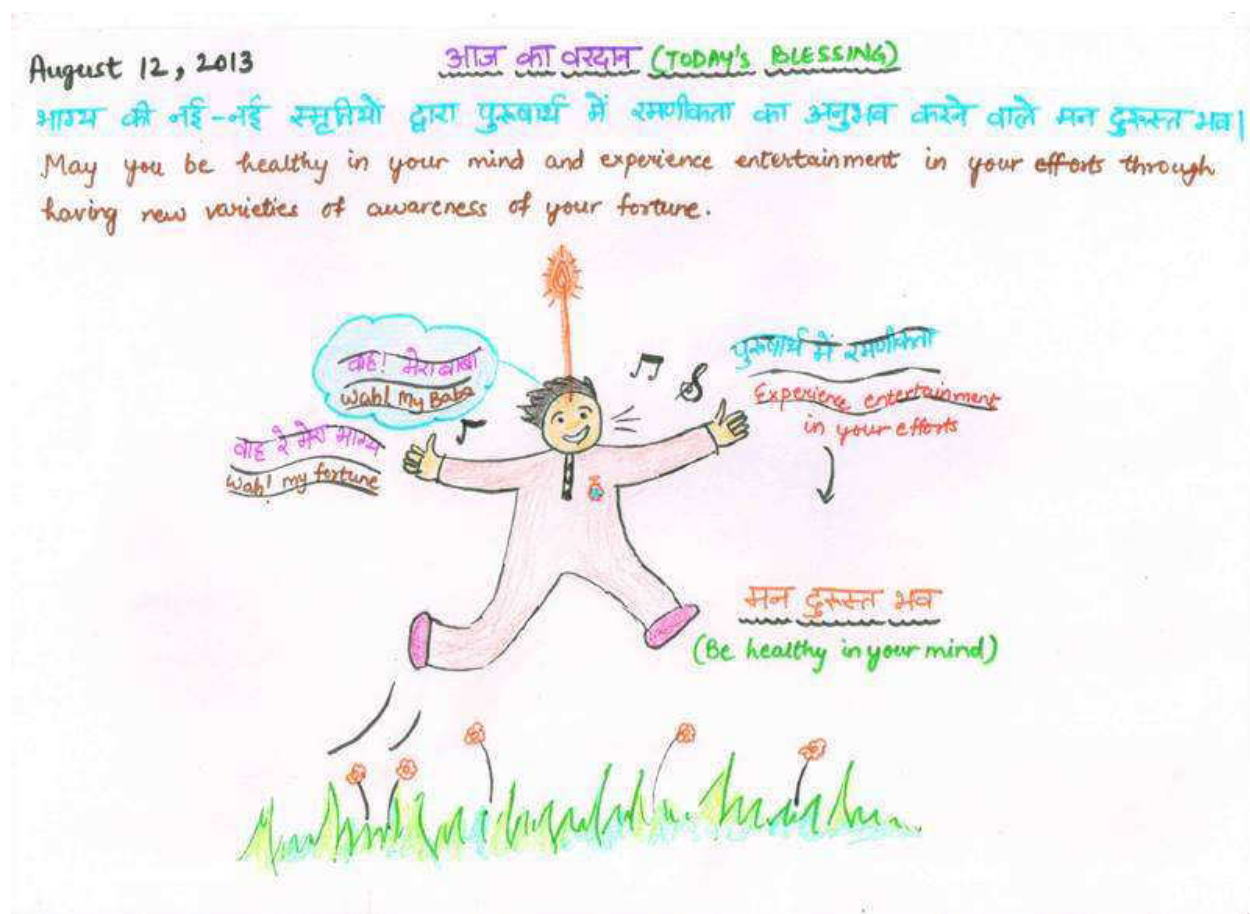 August 12, 2013
आज का वरदान (TODAY'S BLESSING)
भाग्य की नई-नई स्मृतियो द्वारा पुरूषार्थ में रमणीकता का अनुभव करने वाले मन दुरूस्त भव|
May you be healthy in your mind and experience entertainment in your efforts through
having new varieties of awareness of your fortune.
वाह! मेरा बाबा
Wah! My Baba
वाह रे मेरा भाग्य
Wah! my fortune
पुरूषार्थ में रमणीकता
Experience entertainment
in your efforts
मन दुरूस्त भव
(Be healthy in your mind)